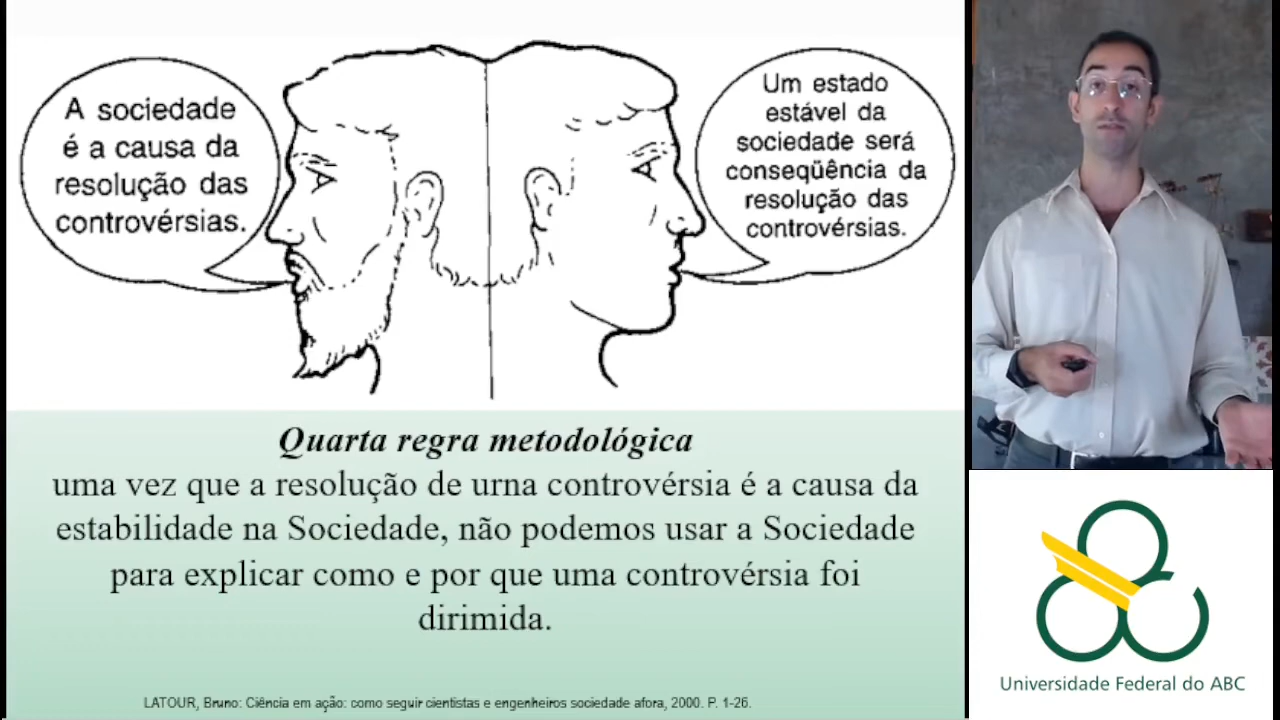 A sociedade
é a causa da
resolução das
controvérsias.
Um estado
estável da
sociedade será
conseqüência da
resolução das
controvérsias.
Quarta regra metodológica
uma vez que a resolução de urna controvérsia é a causa da
estabilidade na Sociedade, não podemos usar a Sociedade
para explicar como e por que uma controvérsia foi
dirimida.
LATOUR, Bruno: Ciência em ação: como seguir cientistas e engenheiros sociedade afora, 2000. P. 1-26.
Universidade Federal do ABC